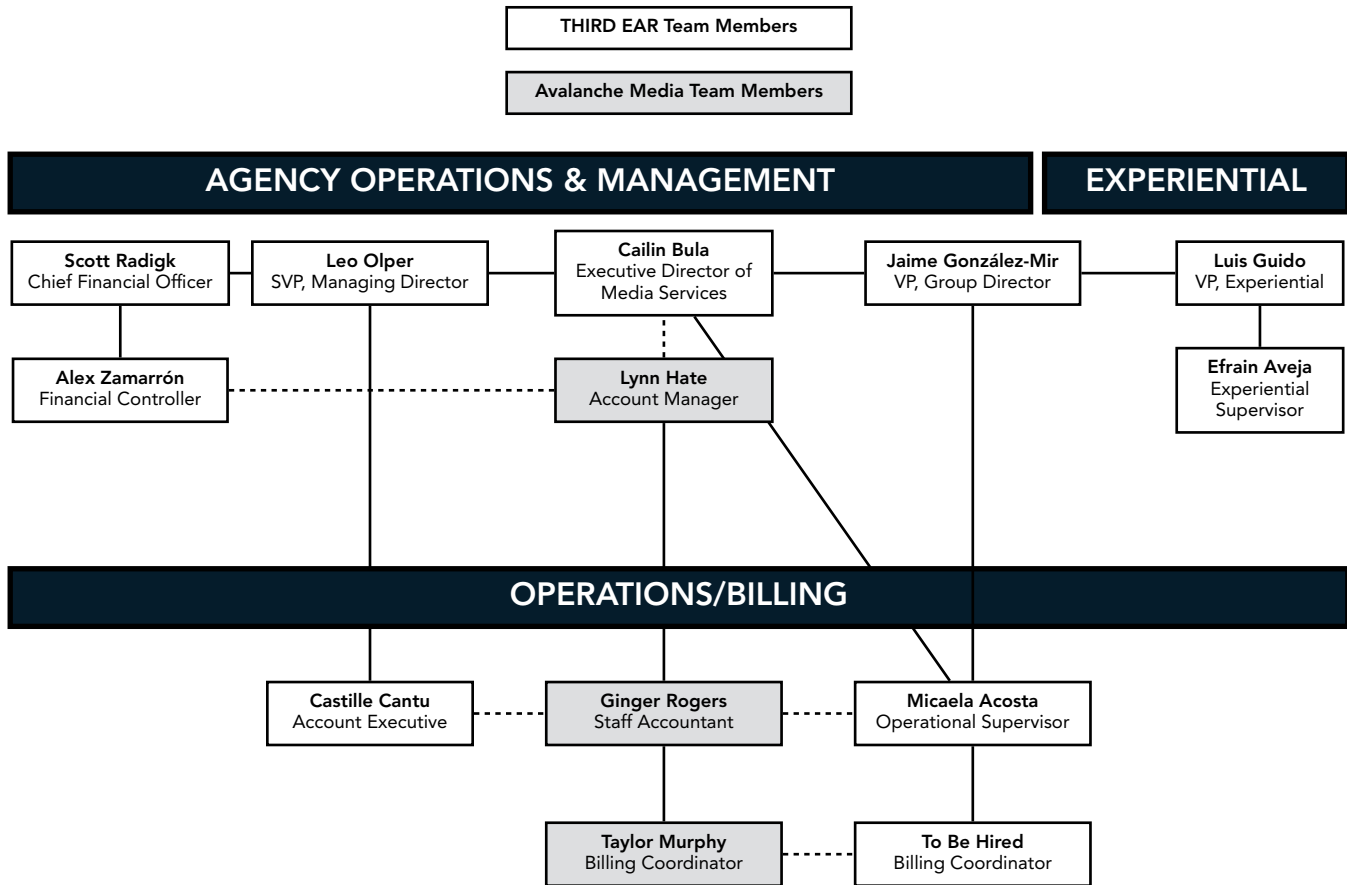 THIRD EAR Team Members
Avalanche Media Team Members
AGENCY OPERATIONS & MANAGEMENT
EXPERIENTIAL
Scott Radigk
Chief Financial Officer
Leo Olper
SVP, Managing Director
Cailin Bula
Executive Director of
Media Services
Jaime González-Mir
VP, Group Director
Luis Guido
VP, Experiential
Alex Zamarrón
Financial Controller
Lynn Hate
Account Manager
Efrain Aveja
Experiential
Supervisor
OPERATIONS/BILLING
Castille Cantu
Account Executive
Ginger Rogers
Staff Accountant
Micaela Acosta
Operational Supervisor
Taylor Murphy
Billing Coordinator
To Be Hired
Billing Coordinator